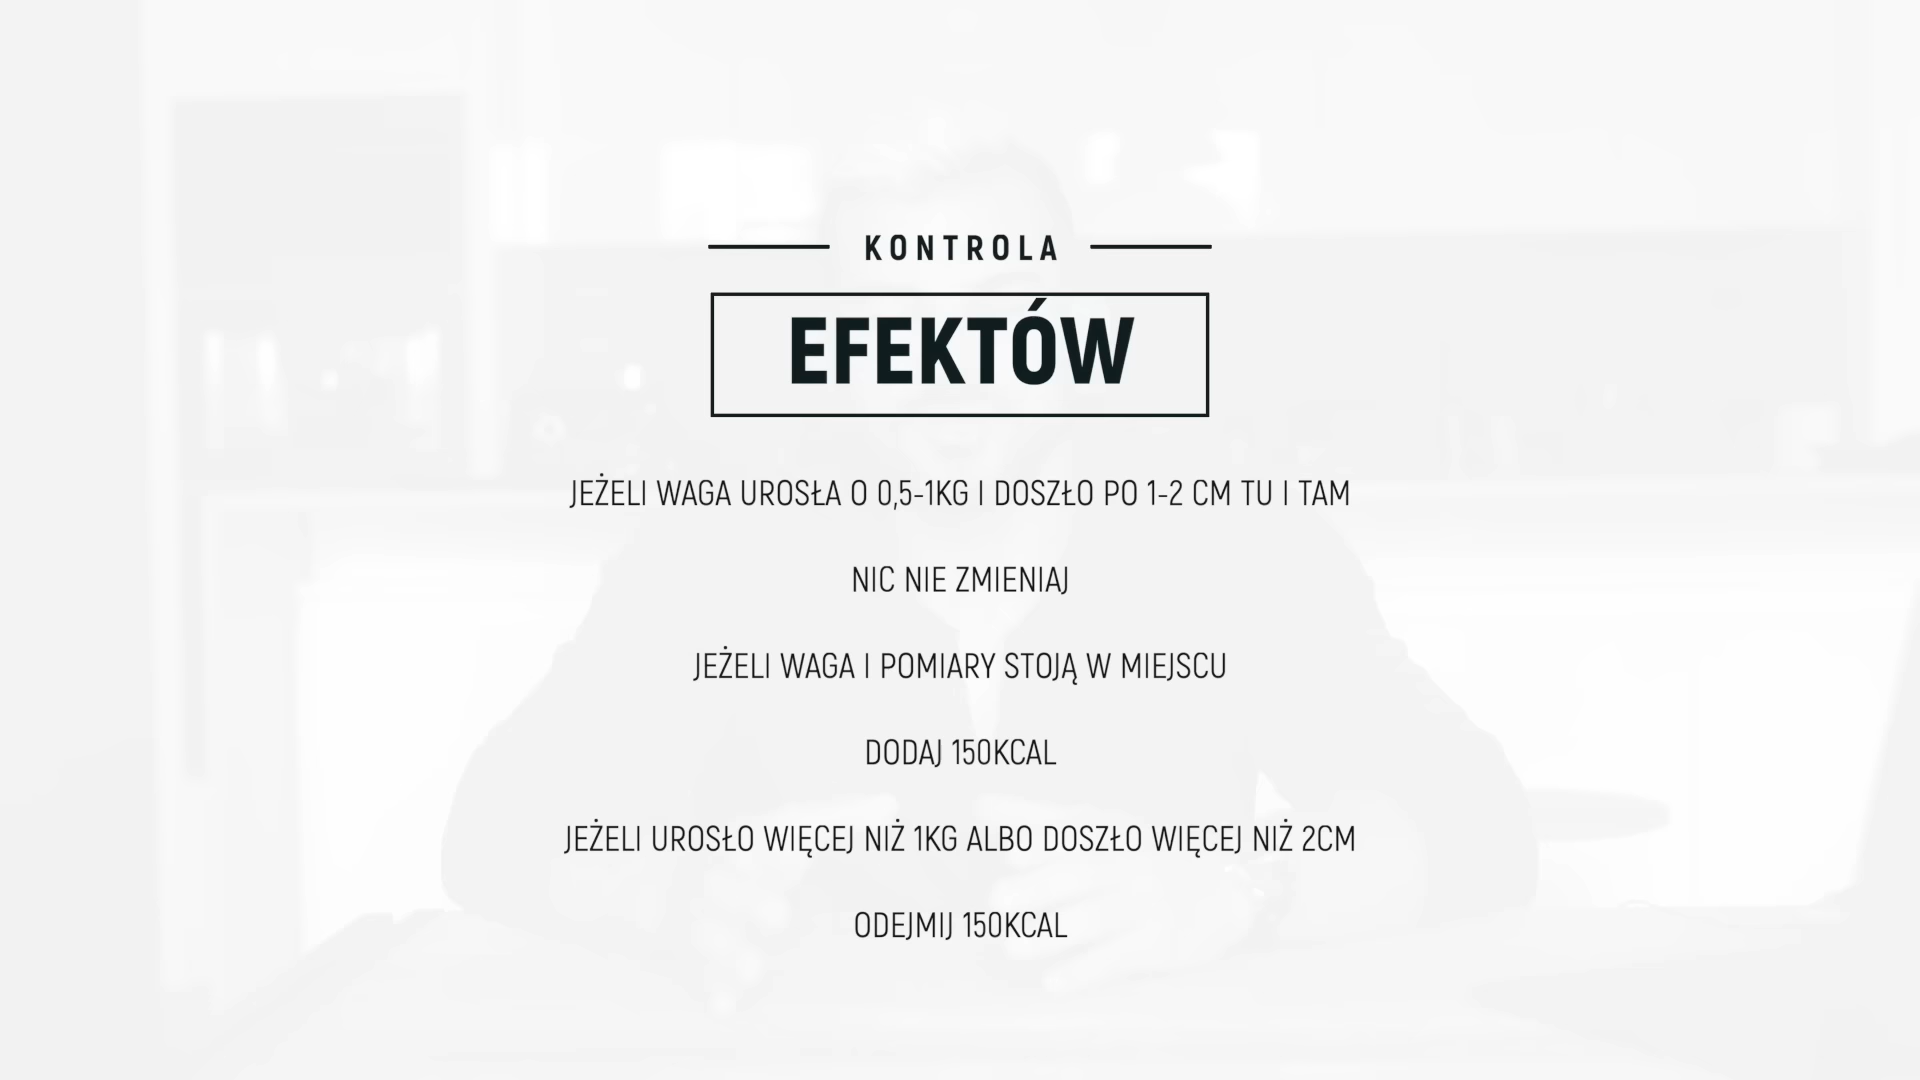 KONTROLA
EFEKTÓW
JEŻELI WAGA UROSŁA O 0,5-1KG I DOSZŁO PO 1-2 CM TU I TAM
NIC NIE ZMIENIAJ
JEŻELI WAGA I POMIARY STOJĄ W MIEJSCU
DODAJ 150KCAL
JEŻELI UROSŁO WIĘCEJ NIŻ 1KG ALBO DOSZŁO WIĘCEJ NIŻ 2CM
ODEJMIJ 150KCAL